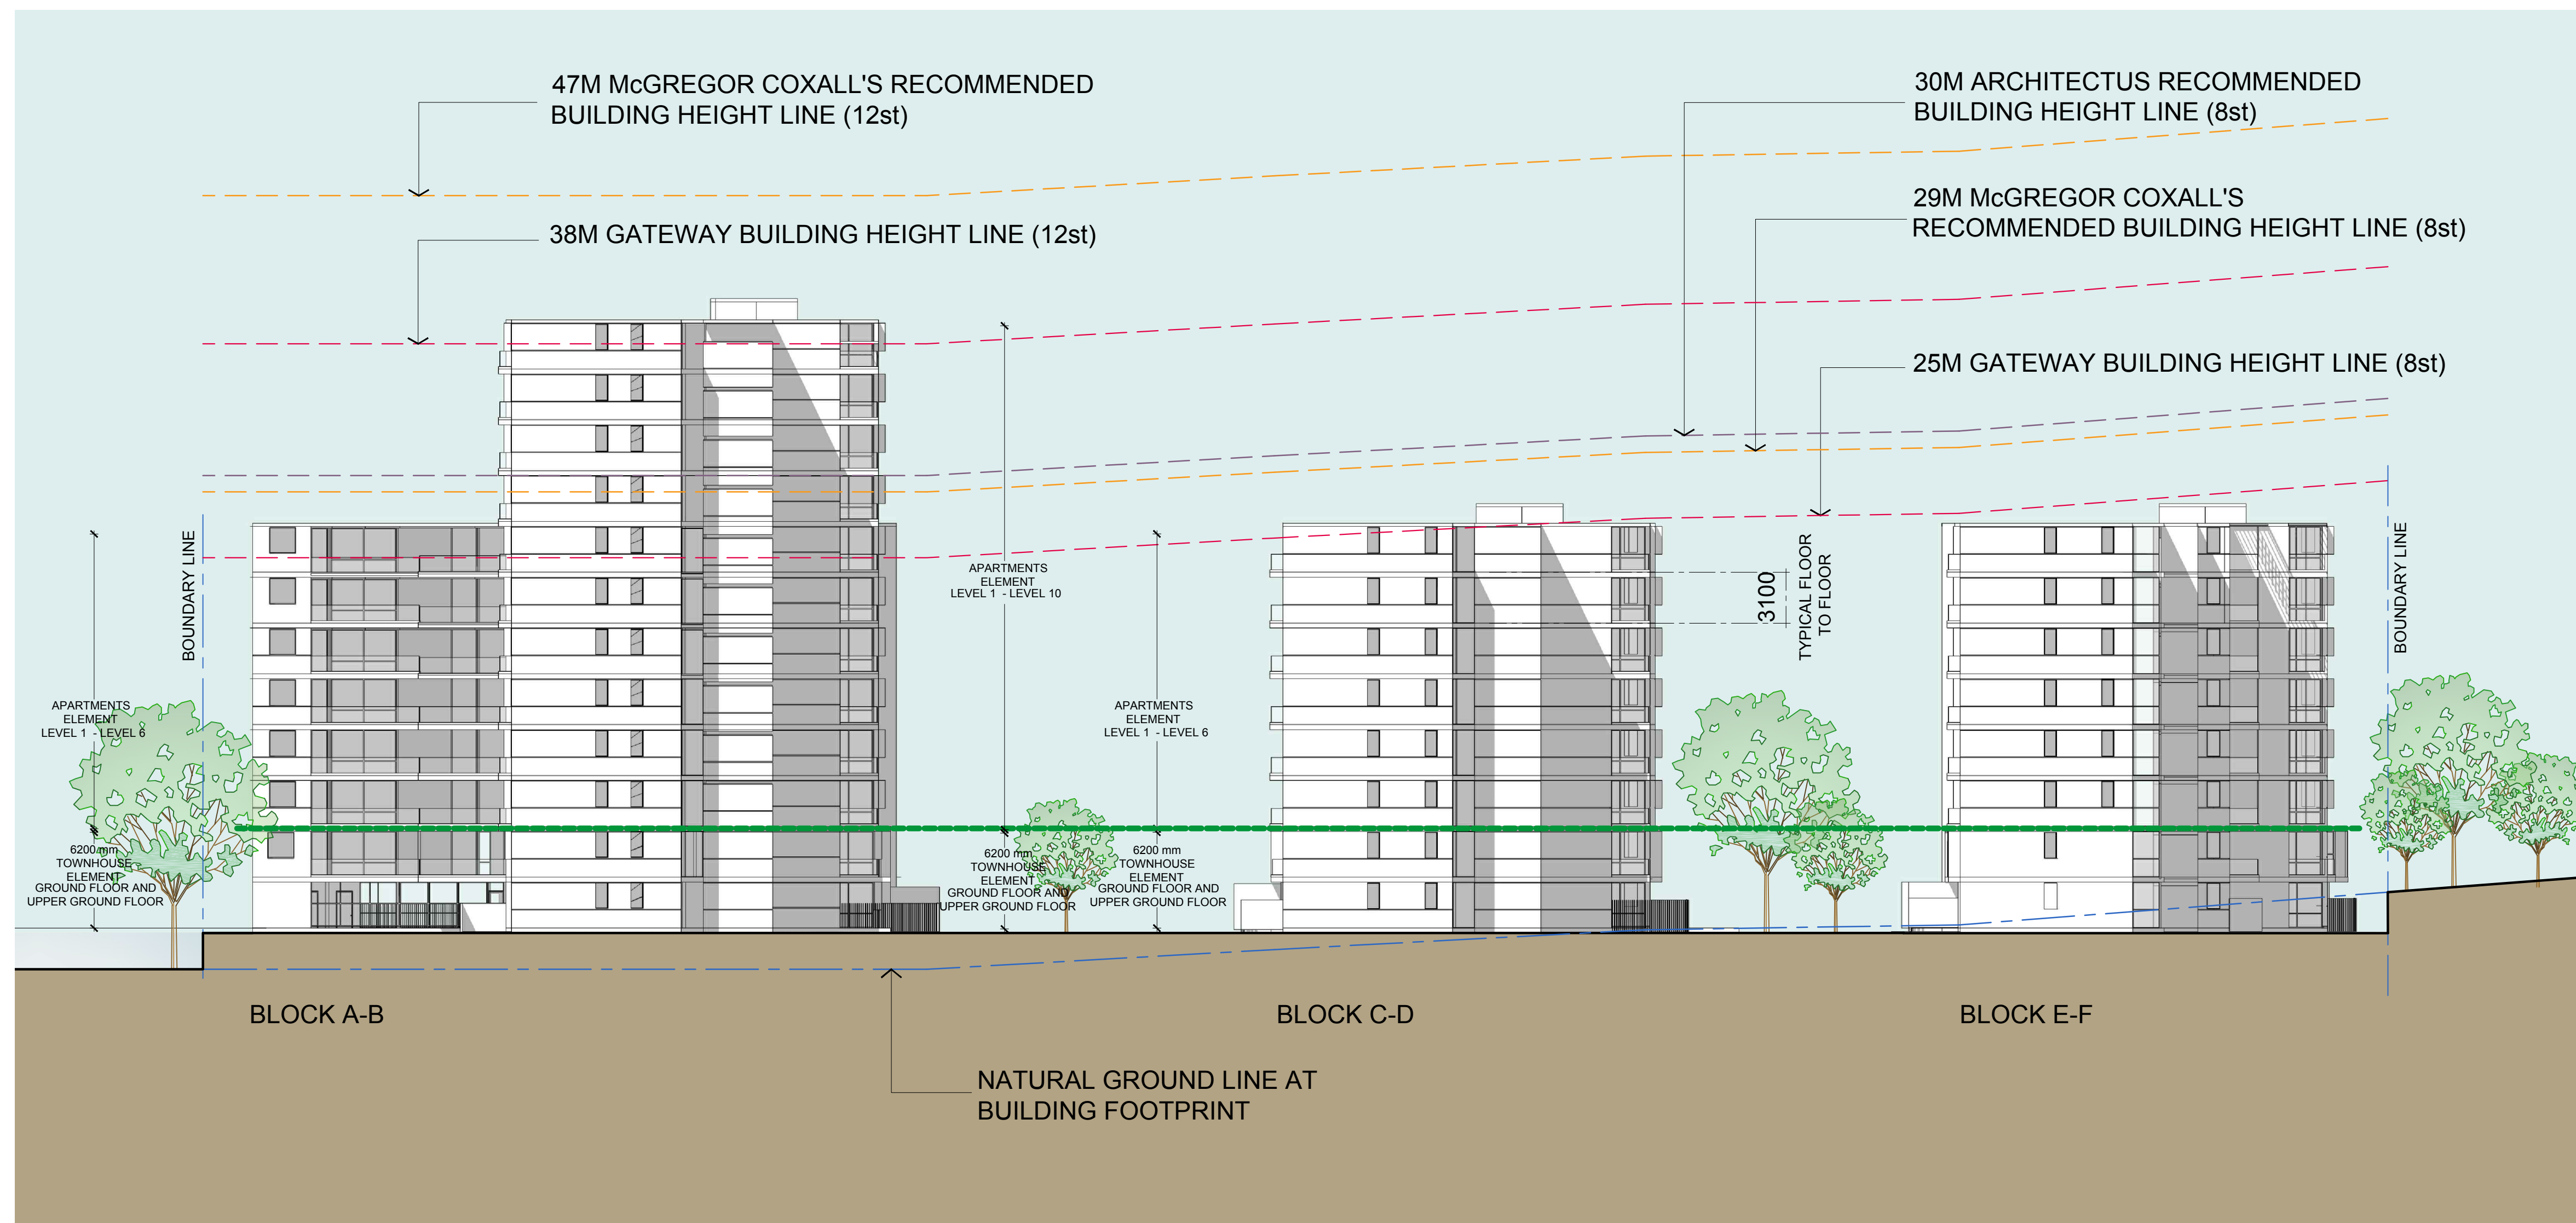 47M McGREGOR COXALL'S RECOMMENDED
BUILDING HEIGHT LINE (12st)
30M ARCHITECTUS RECOMMENDED
BUILDING HEIGHT LINE (8st)
29M McGREGOR COXALL'S
RECOMMENDED BUILDING HEIGHT LINE (8st)
38M GATEWAY BUILDING HEIGHT LINE (12st)
25M GATEWAY BUILDING HEIGHT LINE (8st)
BOUNDARY LINE
APARTMENTS
ELEMENT
LEVEL 1 - LEVEL 10
3100
TYPICAL FLOOR
TO FLOOR
BOUNDARY LINE
APARTMENTS
ELEMENT
LEVEL 1 - LEVEL 6
APARTMENTS
ELEMENT
LEVEL 1 - LEVEL 6
6200 mm
TOWNHOUSE
ELEMENT
GROUND FLOOR AND
UPPER GROUND FLOOR
6200 mm
TOWNHOUSE
ELEMENT
GROUND FLOOR AND
UPPER GROUND FLOOR
6200 mm
TOWNHOUSE
ELEMENT
GROUND FLOOR AND
UPPER GROUND FLOOR
BLOCK A-B
BLOCK C-D
BLOCK E-F
NATURAL GROUND LINE AT
BUILDING FOOTPRINT